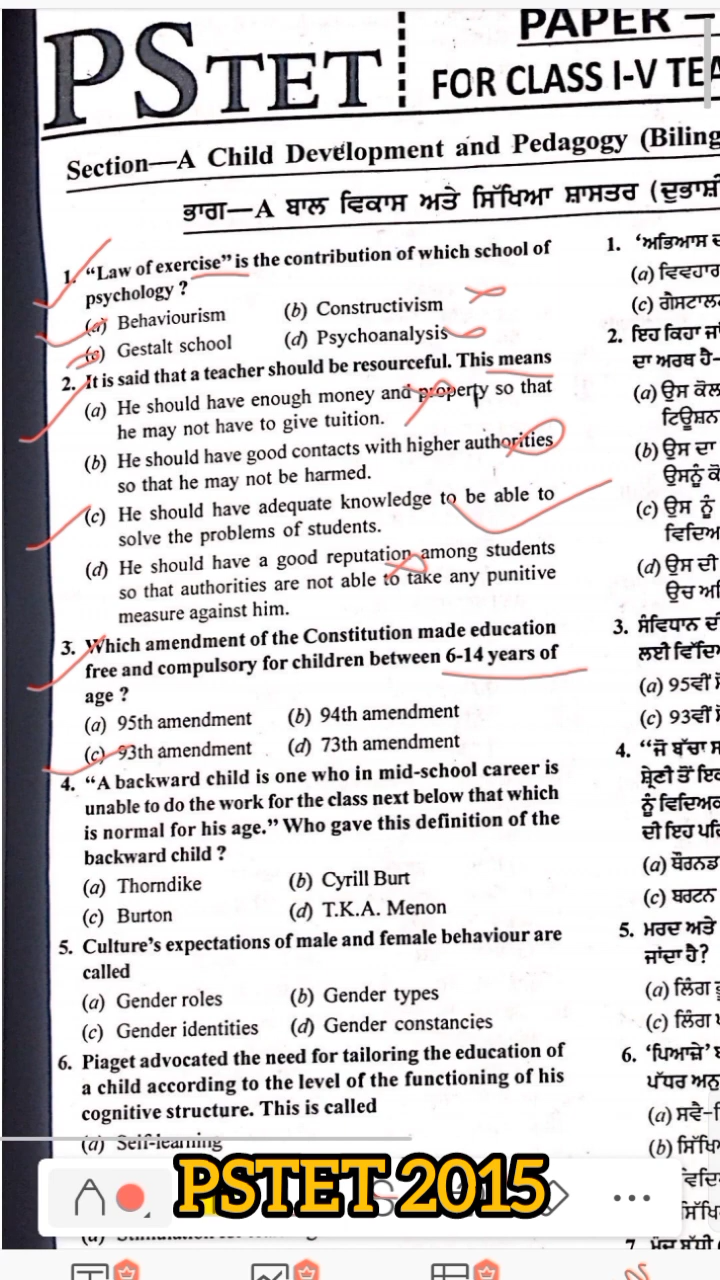 PSTET
PAPER —
FOR CLASS I-V
Section—A Child Development and Pedagogy
ਭਾਗ—A ਬਾਲ ਵਿਕਾਸ ਅਤੇ ਸਿੱਖਿਆ ਸ਼ਾਸਤਰ
1. “Law of exercise” is the contribution of which school of
psychology ?
(a) Behaviourism (b) Constructivism
(c) Gestalt school (d) Psychoanalysis
2. It is said that a teacher should be resourceful. This means
(a) He should have enough money and property so that
he may not have to give tuition.
(b) He should have good contacts with higher authorities
so that he may not be harmed.
(c) He should have adequate knowledge to be able to
solve the problems of students.
(d) He should have a good reputation among students
so that authorities are not able to take any punitive
measure against him.
3. Which amendment of the Constitution made education
free and compulsory for children between 6-14 years of
age ?
(a) 95th amendment (b) 94th amendment
(c) 93th amendment (d) 73th amendment
4. “A backward child is one who in mid-school career is
unable to do the work for the class next below that which
is normal for his age.” Who gave this definition of the
backward child ?
(a) Thorndike (b) Cyrill Burt
(c) Burton (d) T.K.A. Menon
5. Culture’s expectations of male and female behaviour are
called
(a) Gender roles (b) Gender types
(c) Gender identities (d) Gender constancies
6. Piaget advocated the need for tailoring the education of
a child according to the level of the functioning of his
cognitive structure. This is called
(a) Self-learning
1. ‘ਅਭਿਆਸ
(a)
(c)
2. ਇਹ ਕਿਹਾ
ਦਾ ਅਰਥ ਹੈ–
(a) ਉਸ ਕੋਲ
(b) ਉਸ ਦਾ
ਉਸਨੂੰ
(c) ਉਸ ਨੂੰ
(d) ਉਸ ਦੀ
ਉਚ
3. ਸੰਵਿਧਾਨ
ਲਈ
(a) 95ਵੀਂ
(c) 93ਵੀਂ
4. “ਜੋ ਬੱਚਾ
ਸ਼੍ਰੇਣੀ ਤੋਂ
ਨੂੰ
ਦੀ ਇਹ
(a)
(c) ਬਰਟਨ
5. ਮਰਦ ਅਤੇ
ਜਾਂਦਾ ਹੈ?
(a) ਲਿੰਗ
(c) ਲਿੰਗ
6. ‘ਪਿਆਜ਼ੇ’
ਪੱਧਰ
(a)
(b)
7.
PSTET 2015